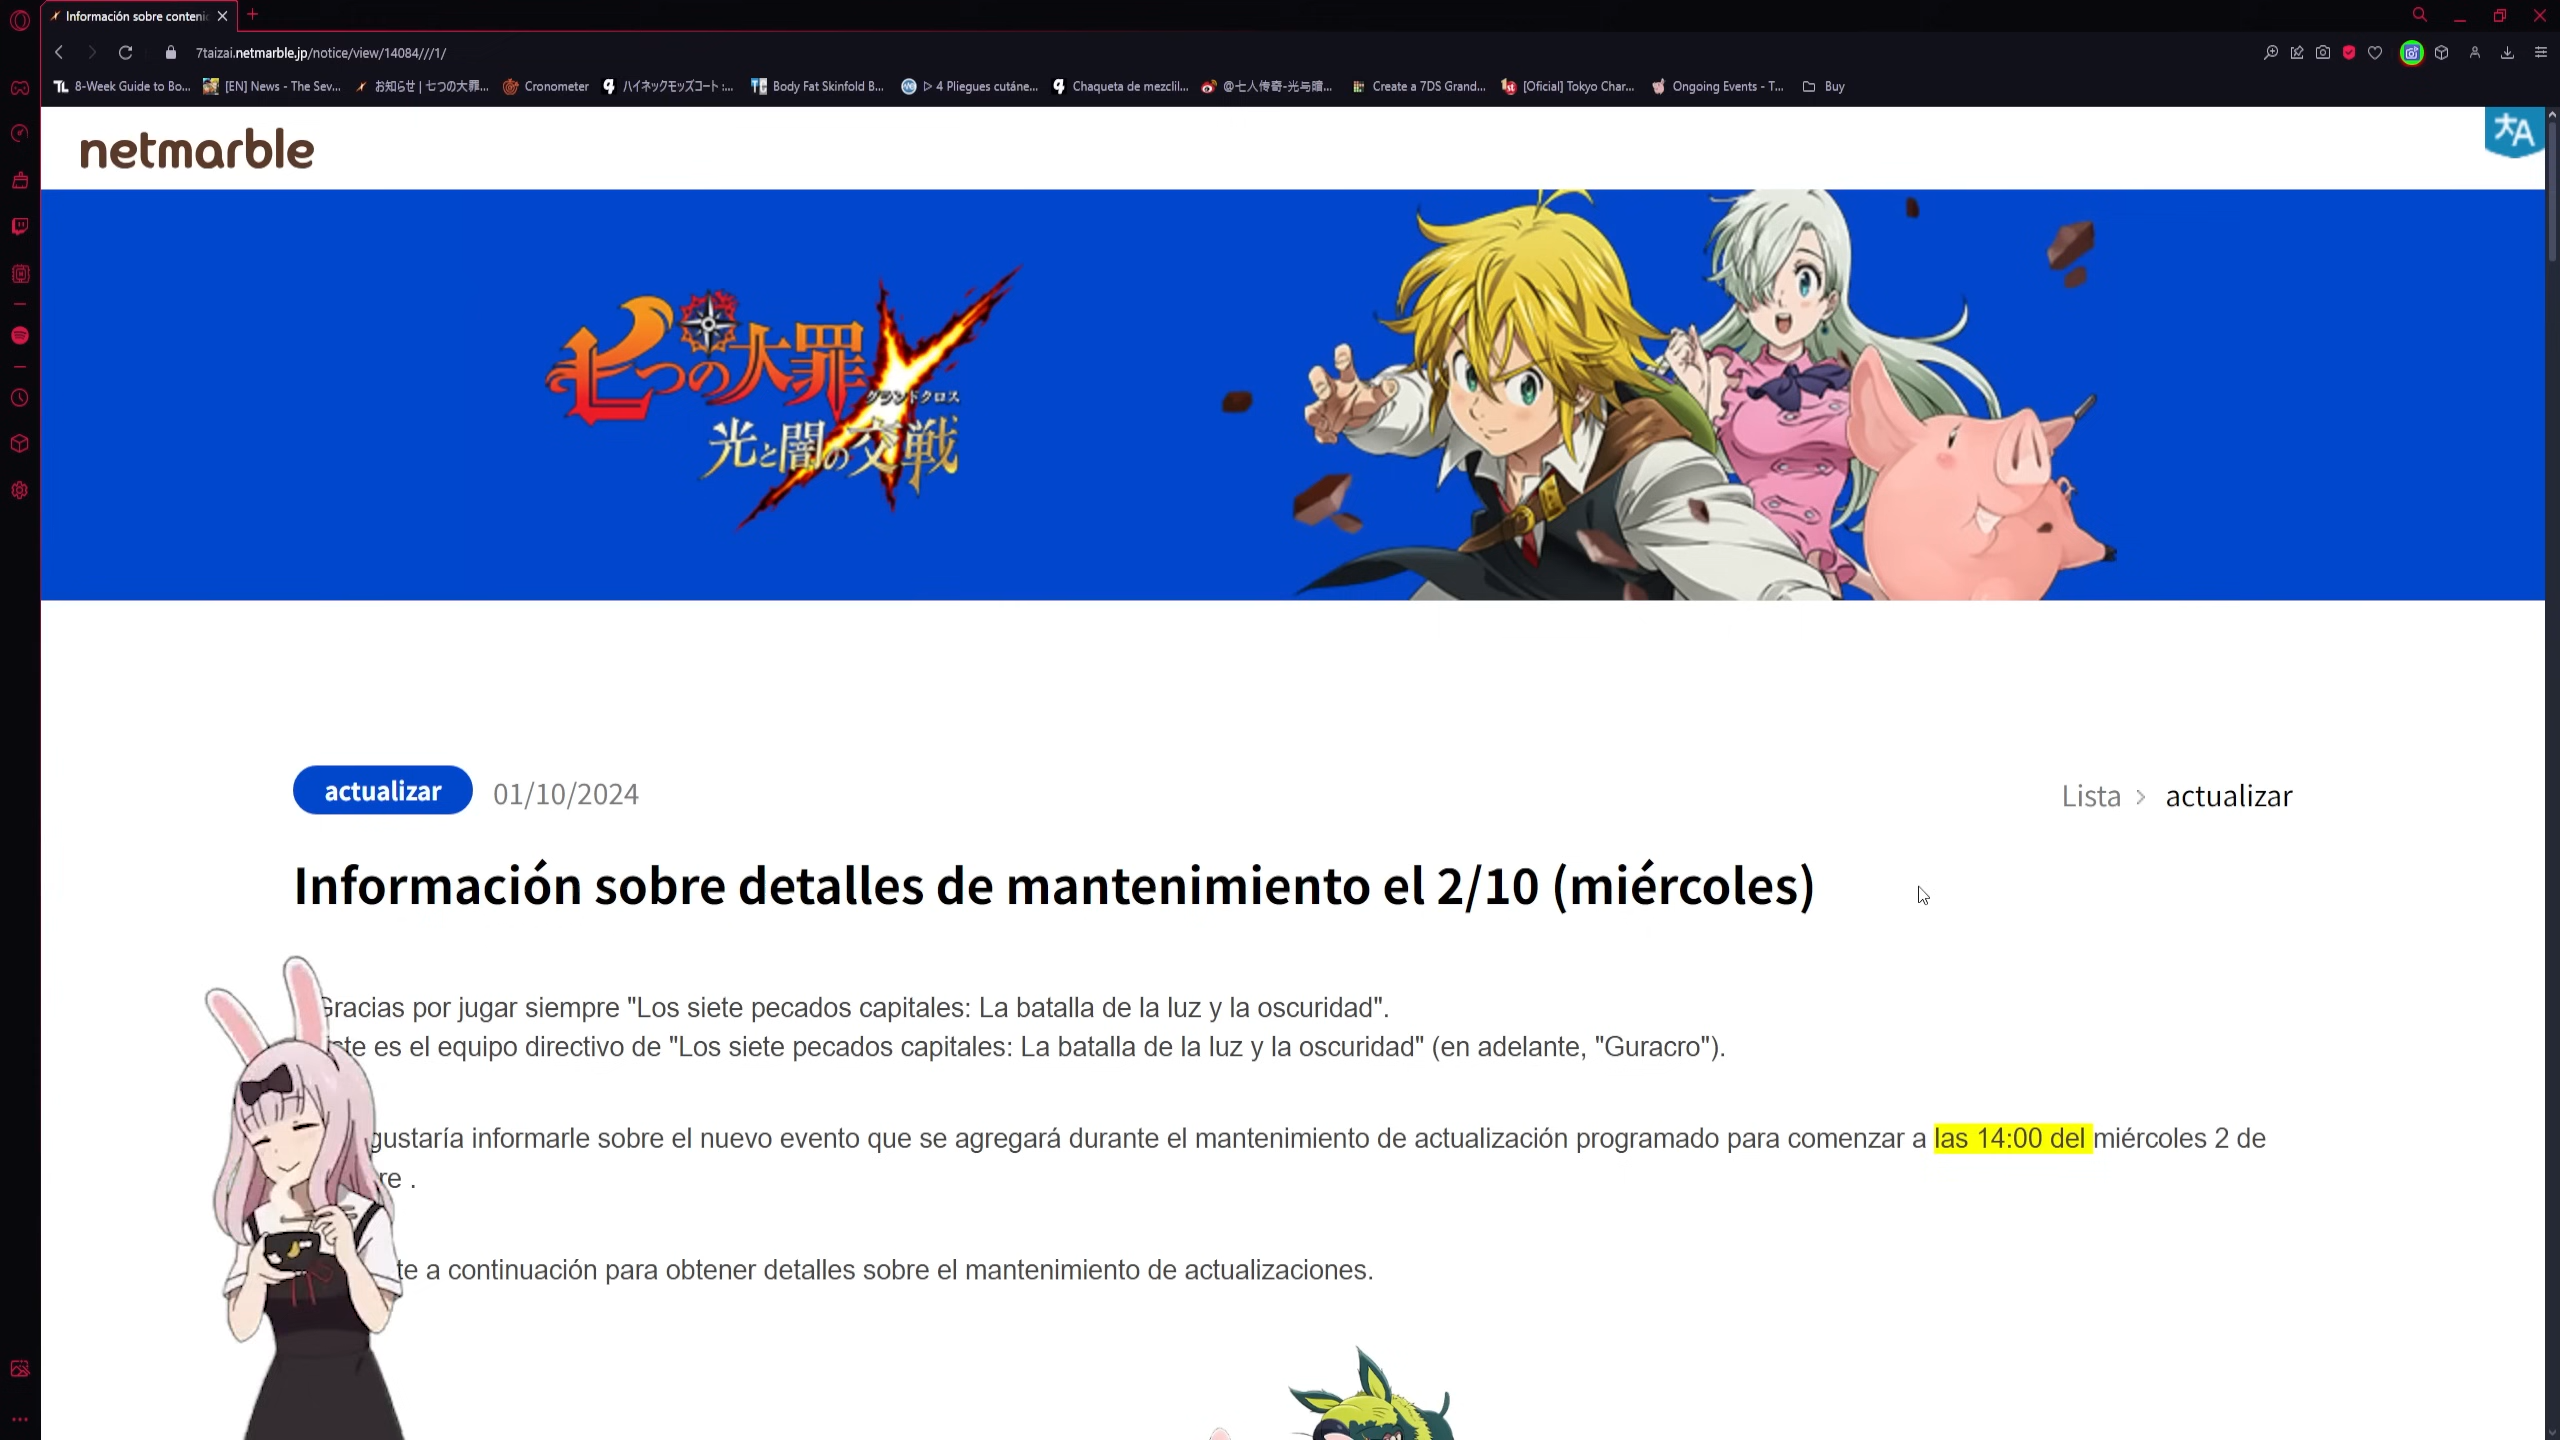 Información sobre conteni
7taizai.netmarble.jp/notice/view/14084///1/
8-Week Guide to Bo...
[EN] News - The Sev...
お知らせ | 七つの大罪...
Cronometer
ハイネックモッズコート :...
Body Fat Skinfold B...
▷ 4 Pliegues cutáne...
Chaqueta de mezclil...
@七人传奇-光与暗...
Create a 7DS Grand...
[Oficial] Tokyo Char...
Ongoing Events - T...
Buy
netmarble
七つの大罪
グランドクロス
光と闇の交戦
actualizar 01/10/2024
Lista > actualizar
Información sobre detalles de mantenimiento el 2/10 (miércoles)
Gracias por jugar siempre "Los siete pecados capitales: La batalla de la luz y la oscuridad".
te es el equipo directivo de "Los siete pecados capitales: La batalla de la luz y la oscuridad" (en adelante, "Guracro").
gustaría informarle sobre el nuevo evento que se agregará durante el mantenimiento de actualización programado para comenzar a las 14:00 del miércoles 2 de
re .
te a continuación para obtener detalles sobre el mantenimiento de actualizaciones.